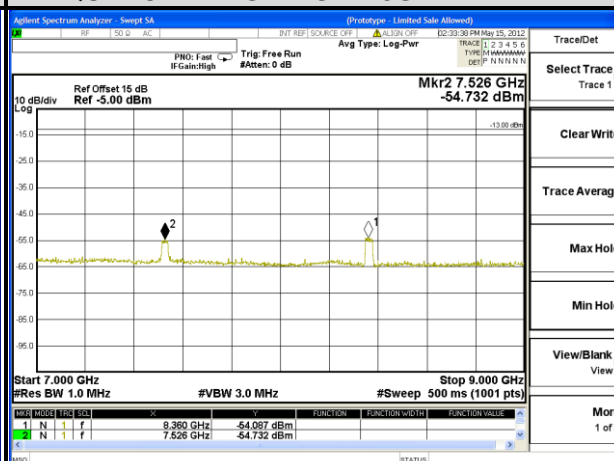 Agilent Spectrum Analyzer - Swept SA (Prototype - Limited Sale Allowed)
RF 50 Ω AC INT REF SOURCE OFF ALIGN OFF 02:33:38 PM May 15, 2012
Avg Type: Log-Pwr TRACE 1 2 3 4 5 6
PNO: Fast Trig: Free Run TYPE
IFGain:High #Atten: 0 dB DET P N N N N N
Trace/Det
Select Trace
Trace 1
Clear Writ
Trace Averag
Max Hol
Min Hol
View/Blank
View
Mor
1 of
Mkr2 7.526 GHz
-54.732 dBm
Ref Offset 15 dB
10 dB/div Ref -5.00 dBm
Log
-13.00 dBm
-15.0
-25.0
-35.0
-45.0
-55.0
-65.0
-75.0
-85.0
-95.0
2
1
Start 7.000 GHz Stop 9.000 GHz
#Res BW 1.0 MHz #VBW 3.0 MHz #Sweep 500 ms (1001 pts)
MKR MODE TRC SCL X Y FUNCTION FUNCTION WIDTH FUNCTION VALUE
1 N 1 f 8.360 GHz -54.087 dBm
2 N 1 f 7.526 GHz -54.732 dBm
MSG STATUS